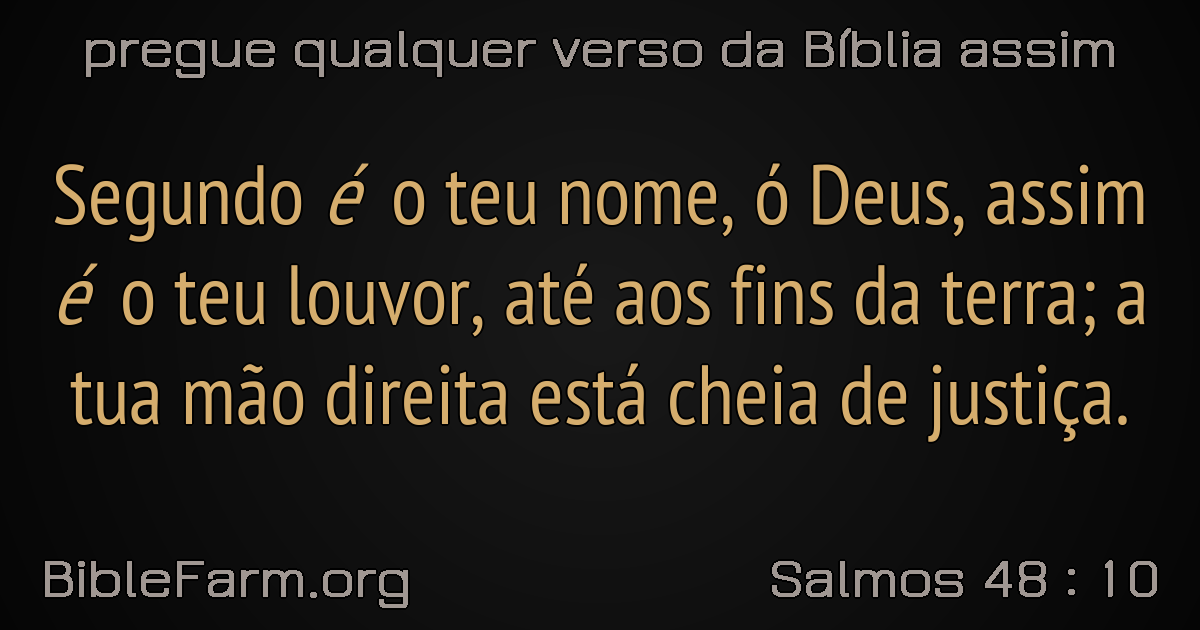 pregue qualquer verso da Bíblia assim
Segundo é o teu nome, ó Deus, assim
é o teu louvor, até aos fins da terra; a
tua mão direita está cheia de justiça.
BibleFarm.org
Salmos 48 : 10